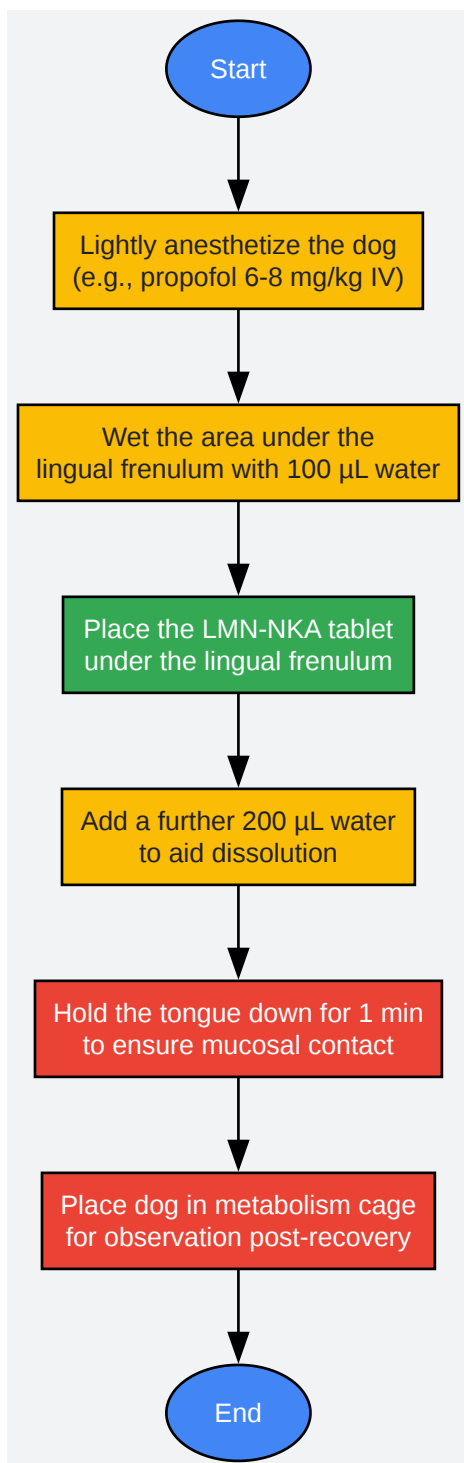 Start
Lightly anesthetize the dog
(e.g., propofol 6-8 mg/kg IV)
Wet the area under the
lingual frenulum with 100 µL water
Place the LMN-NKA tablet
under the lingual frenulum
Add a further 200 µL water
to aid dissolution
Hold the tongue down for 1 min
to ensure mucosal contact
Place dog in metabolism cage
for observation post-recovery
End